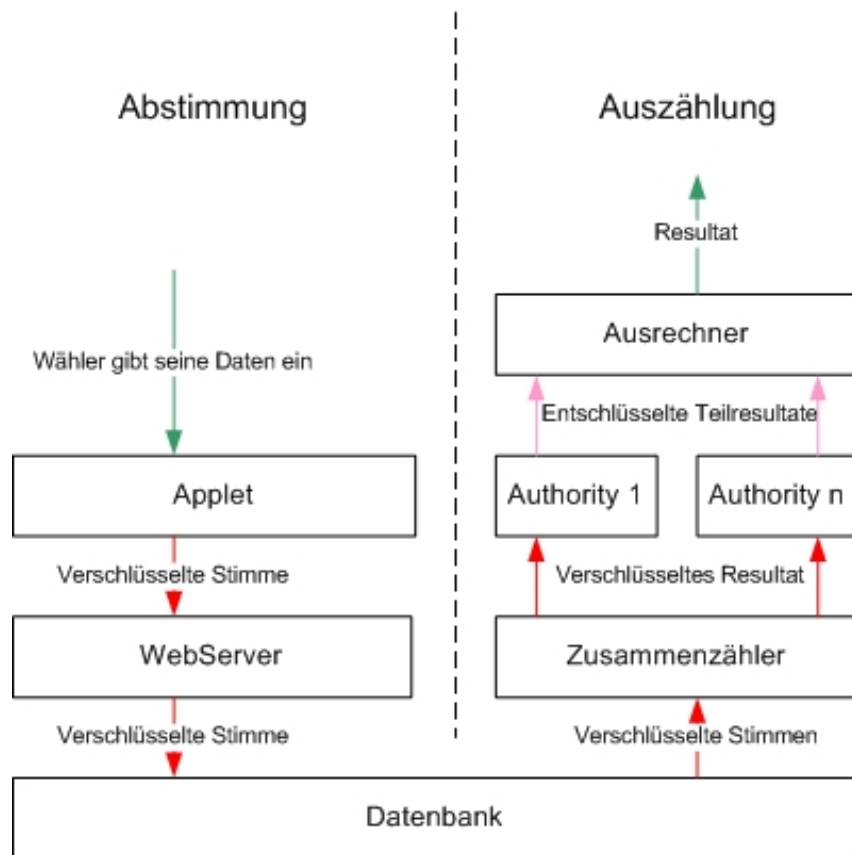 Abstimmung
Wähler gibt seine Daten ein
Applet
Verschlüsselte Stimme
WebServer
Verschlüsselte Stimme
Auszählung
Resultat
Ausrechner
Entschlüsselte Teilresultate
Authority 1
Authority n
Verschlüsseltes Resultat
Zusammenzähler
Verschlüsselte Stimmen
Datenbank